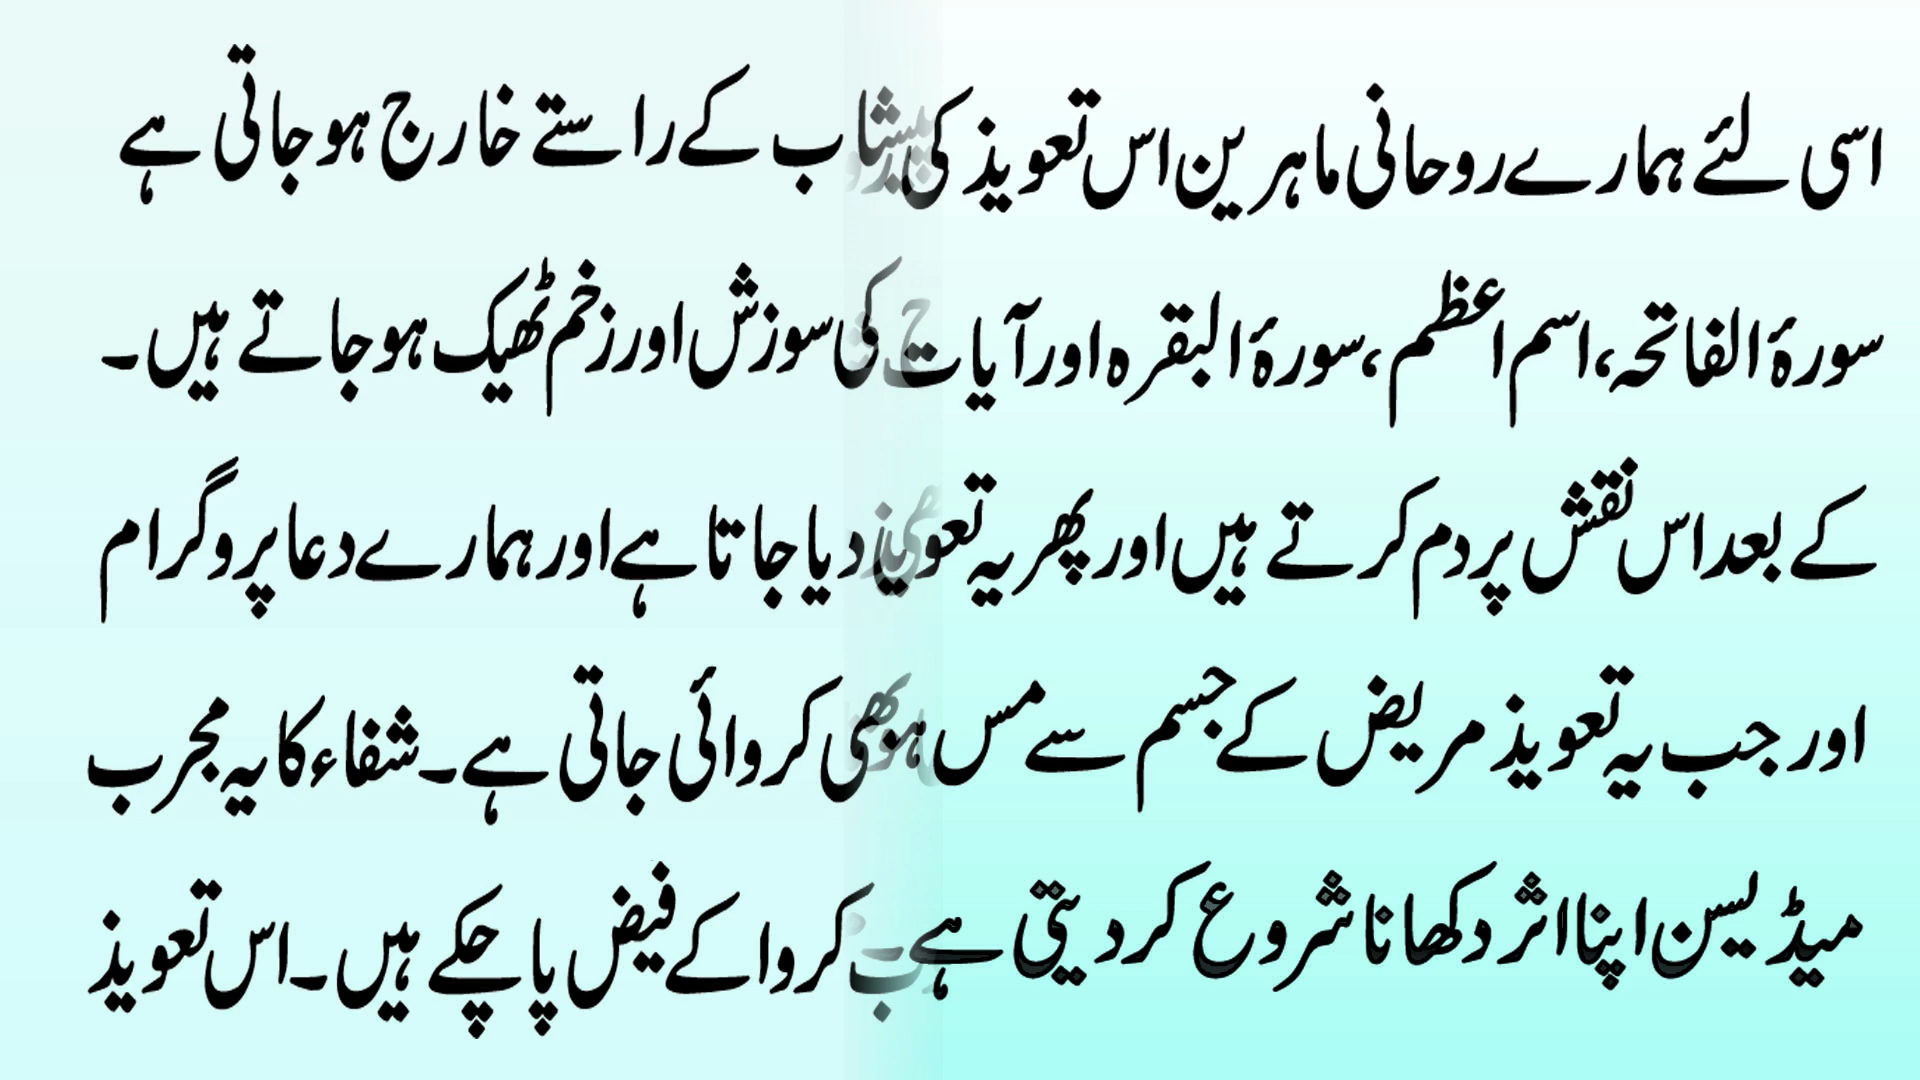 اسی لئے ہمارے روحانی ماہرین اس تعویذ کی پیشاب کے راستے خارج ہو جاتی ہے
سورۂ الفاتحہ، اسم اعظم، سورۂ البقرہ اور آیات کی سوزش اور زخم ٹھیک ہو جاتے ہیں۔
کے بعد اس نقش پر دم کرتے ہیں اور پھر یہ تعویذ دیا جاتا ہے اور ہمارے دعا پروگرام
اور جب یہ تعویذ مریض کے جسم سے مس ہو بھی کروائی جاتی ہے۔ شفاء کا یہ مجرب
میڈیسن اپنا اثر دکھانا شروع کر دیتی ہے۔ کروا کے فیض پا چکے ہیں۔ اس تعویذ